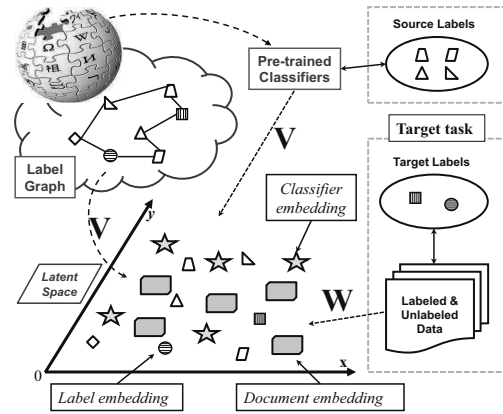 Source Labels
Pre-trained
Classifiers
Target task
Label
Graph
V
Target Labels
Classifier
embedding
V
y
Latent
Space
W
Labeled &
Unlabeled
Data
0
x
Label embedding
Document embedding